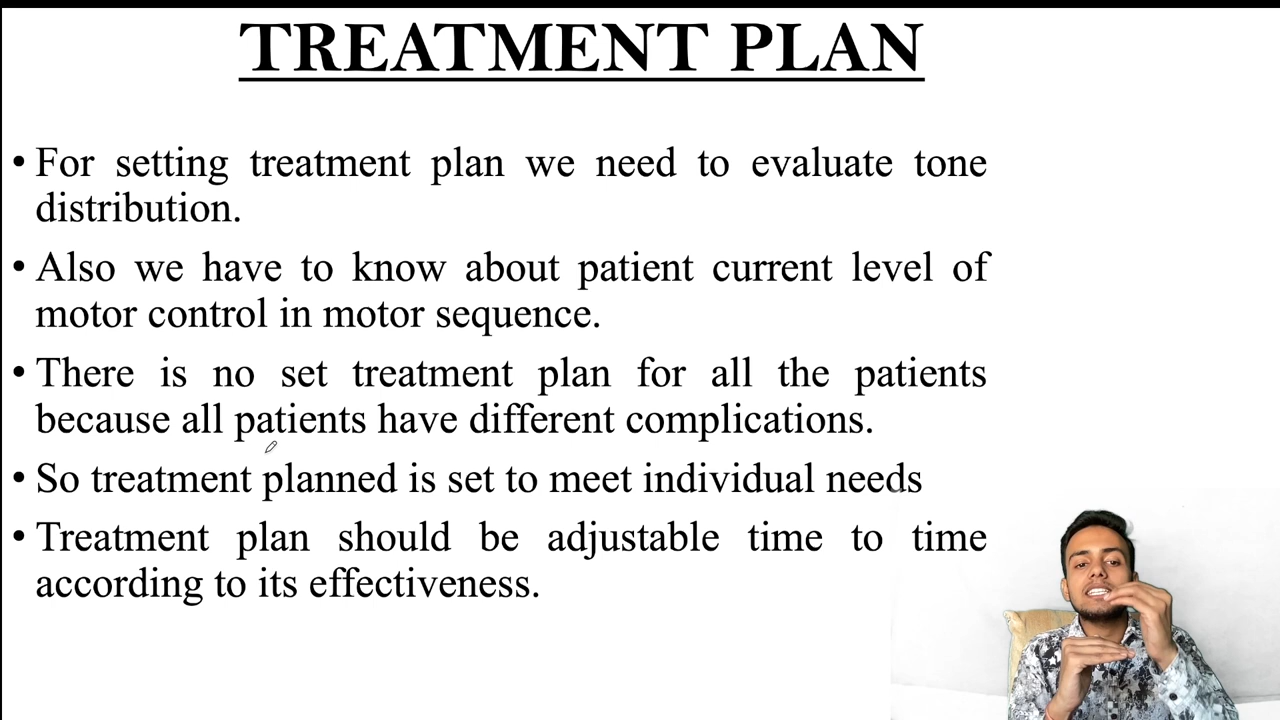 TREATMENT PLAN
• For setting treatment plan we need to evaluate tone
distribution.
• Also we have to know about patient current level of
motor control in motor sequence.
• There is no set treatment plan for all the patients
because all patients have different complications.
• So treatment planned is set to meet individual needs
• Treatment plan should be adjustable time to time
according to its effectiveness.